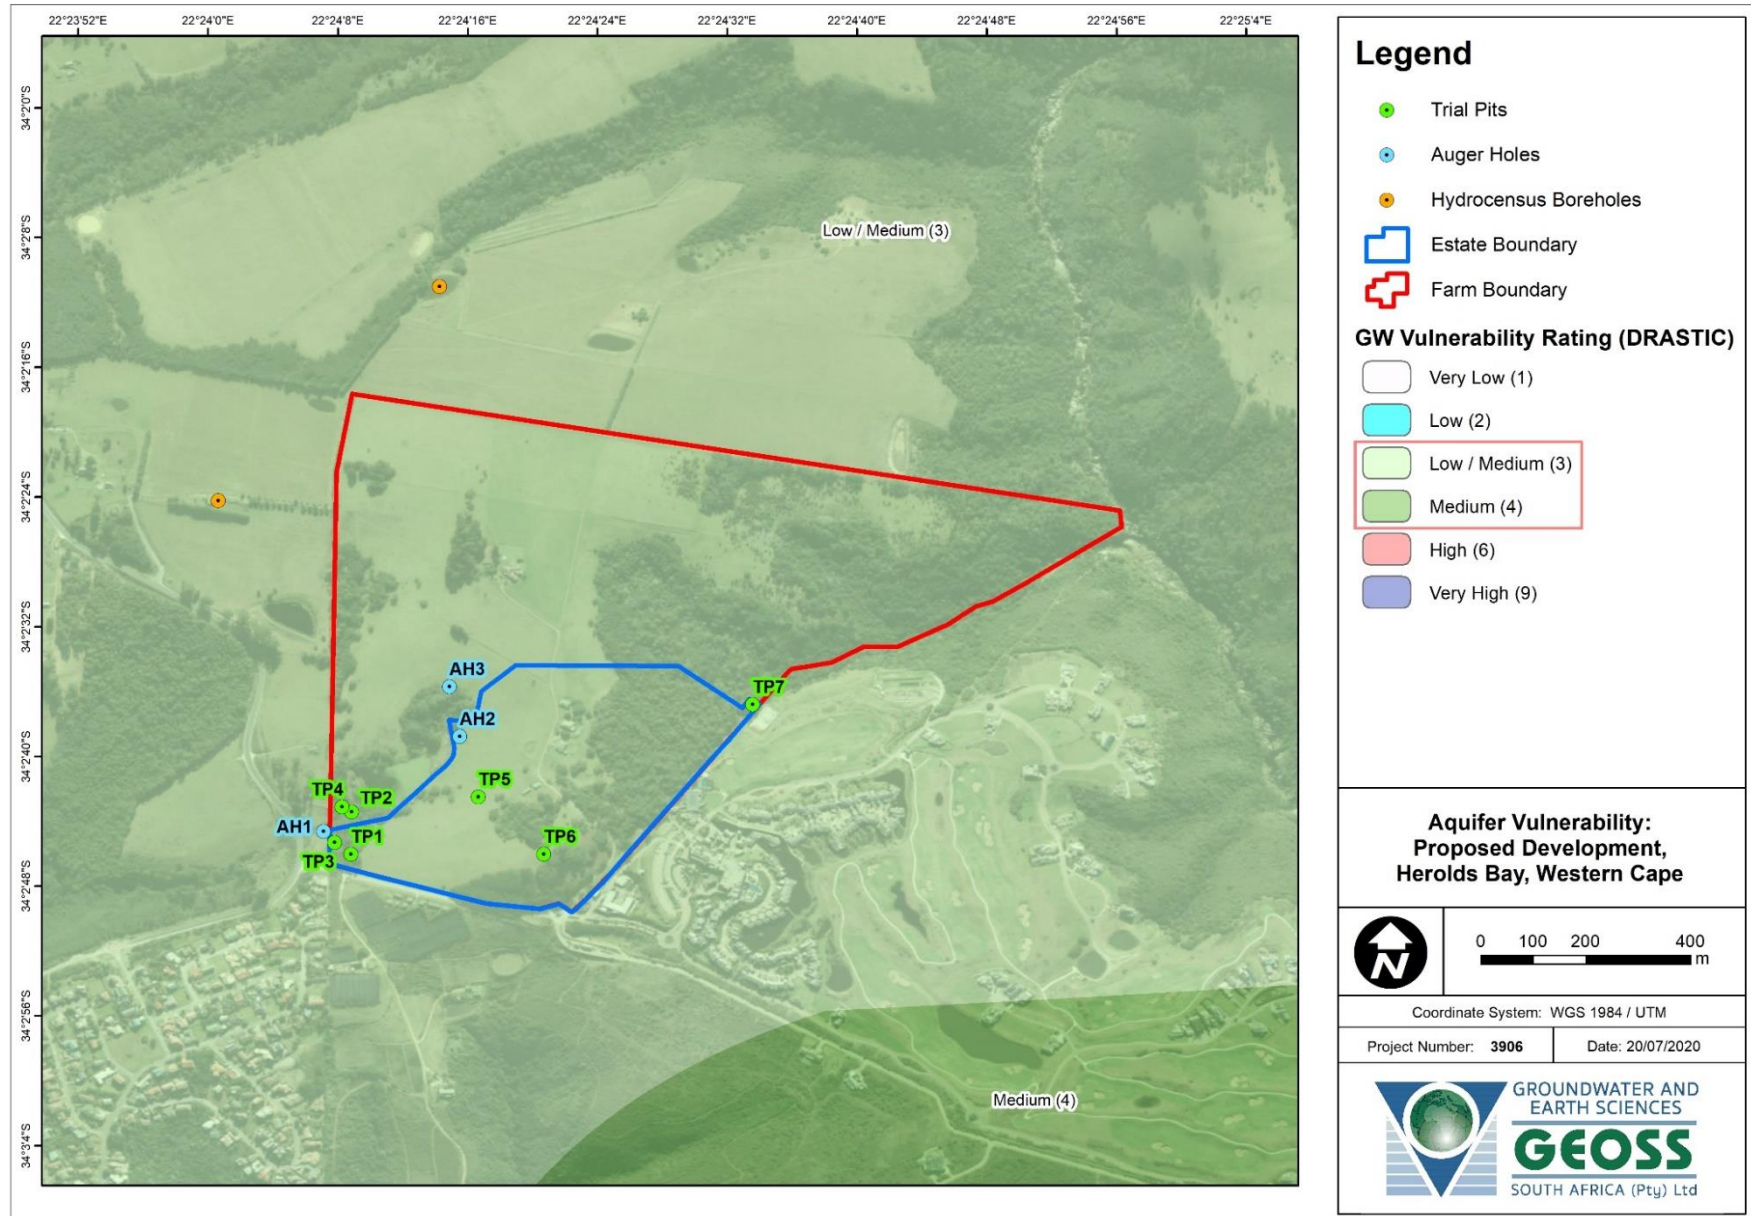 22°23'52"E 22°24'0"E 22°24'8"E 22°24'16"E 22°24'24"E 22°24'32"E 22°24'40"E 22°24'48"E 22°24'56"E 22°25'4"E
34°2'0"S
34°2'8"S
34°2'16"S
34°2'24"S
34°2'32"S
34°2'40"S
34°2'48"S
34°2'56"S
34°3'4"S
Low / Medium (3)
AH3
TP7
AH2
TP5
TP4
TP2
AH1
TP1
TP6
TP3
Medium (4)
Legend
Trial Pits
Auger Holes
Hydrocensus Boreholes
Estate Boundary
Farm Boundary
GW Vulnerability Rating (DRASTIC)
Very Low (1)
Low (2)
Low / Medium (3)
Medium (4)
High (6)
Very High (9)
Aquifer Vulnerability:
Proposed Development,
Herolds Bay, Western Cape
N
0 100 200 400
m
Coordinate System: WGS 1984 / UTM
Project Number: 3906 Date: 20/07/2020
GROUNDWATER AND
EARTH SCIENCES
GEOSS
SOUTH AFRICA (Pty) Ltd